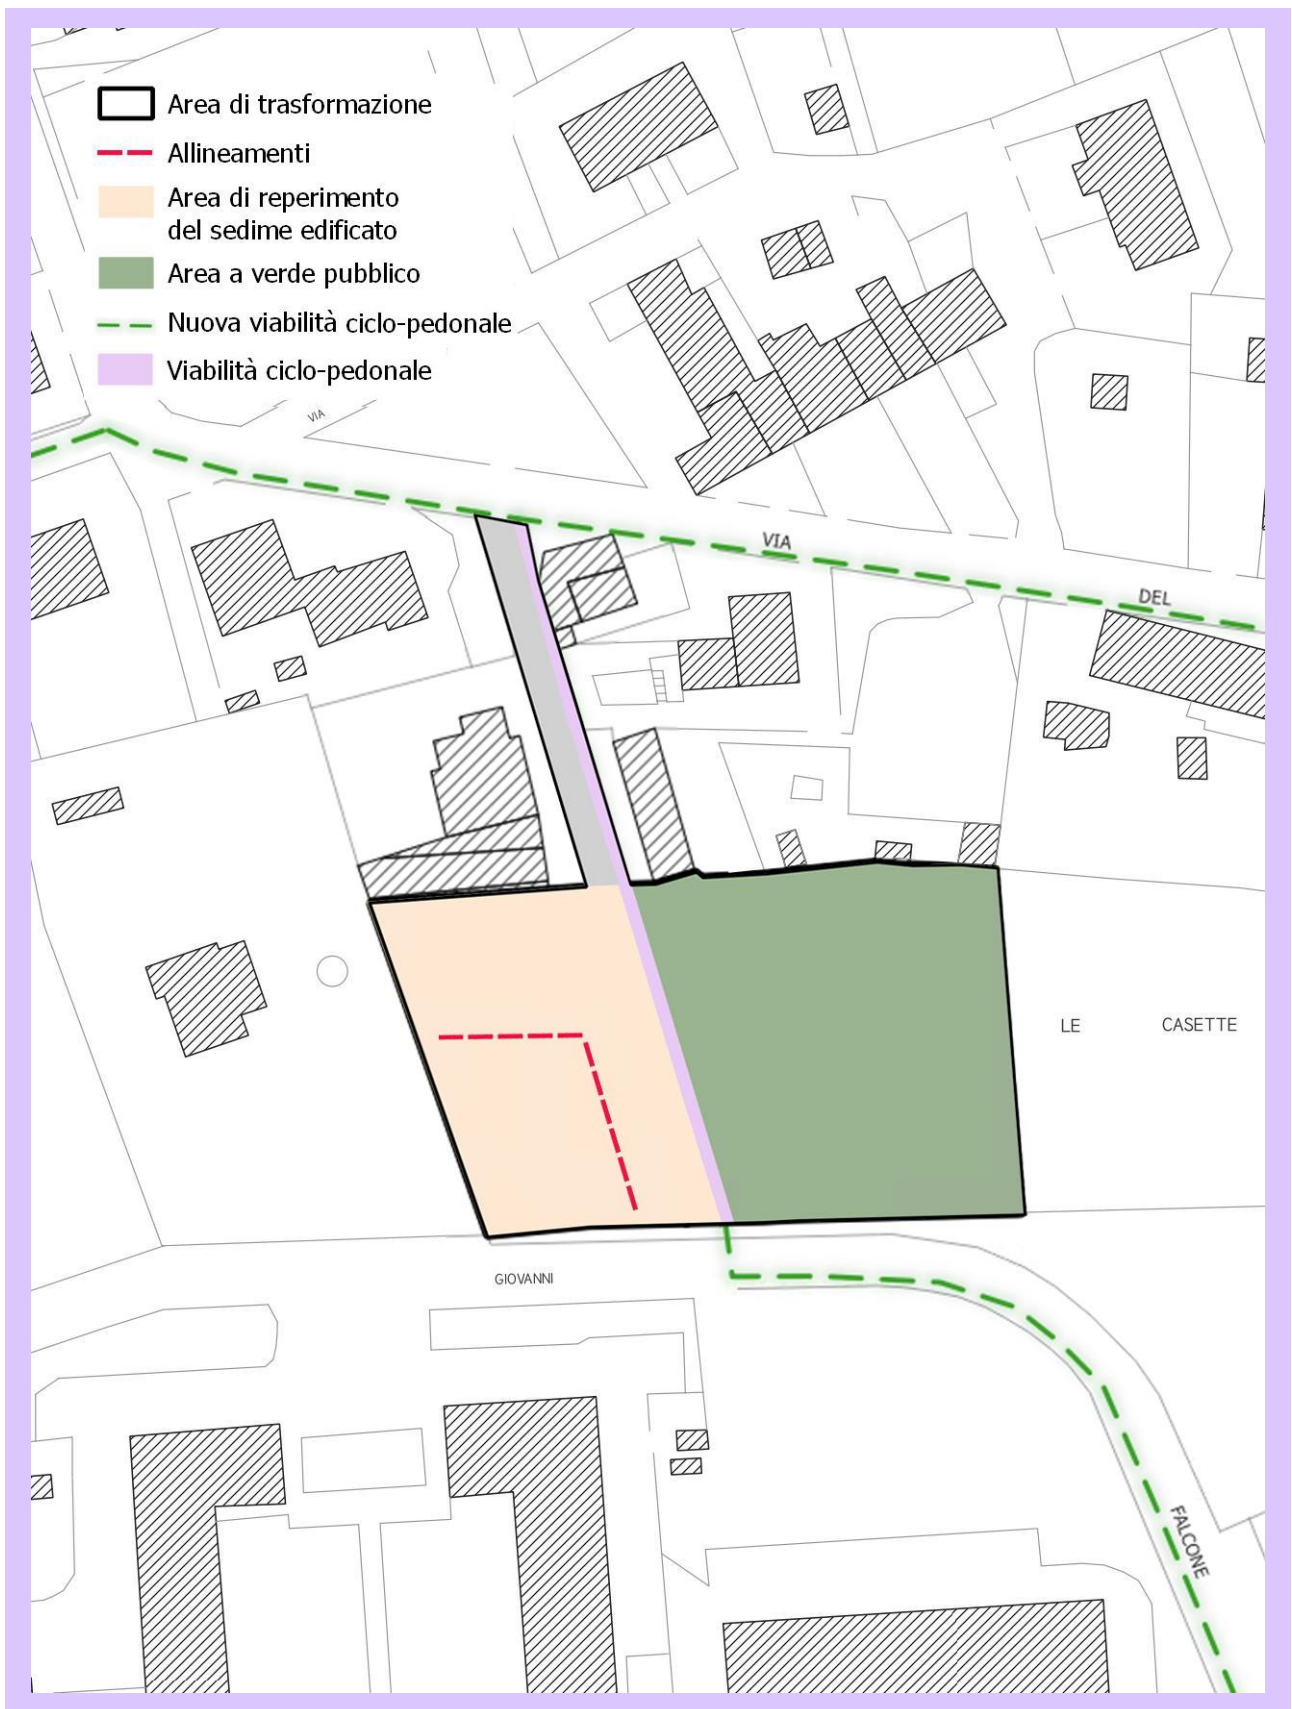 Area di trasformazione
Allineamenti
Area di reperimento
del sedime edificato
Area a verde pubblico
Nuova viabilità ciclo-pedonale
Viabilità ciclo-pedonale
VIA
VIA
DEL
LE CASETTE
GIOVANNI
FALCONE